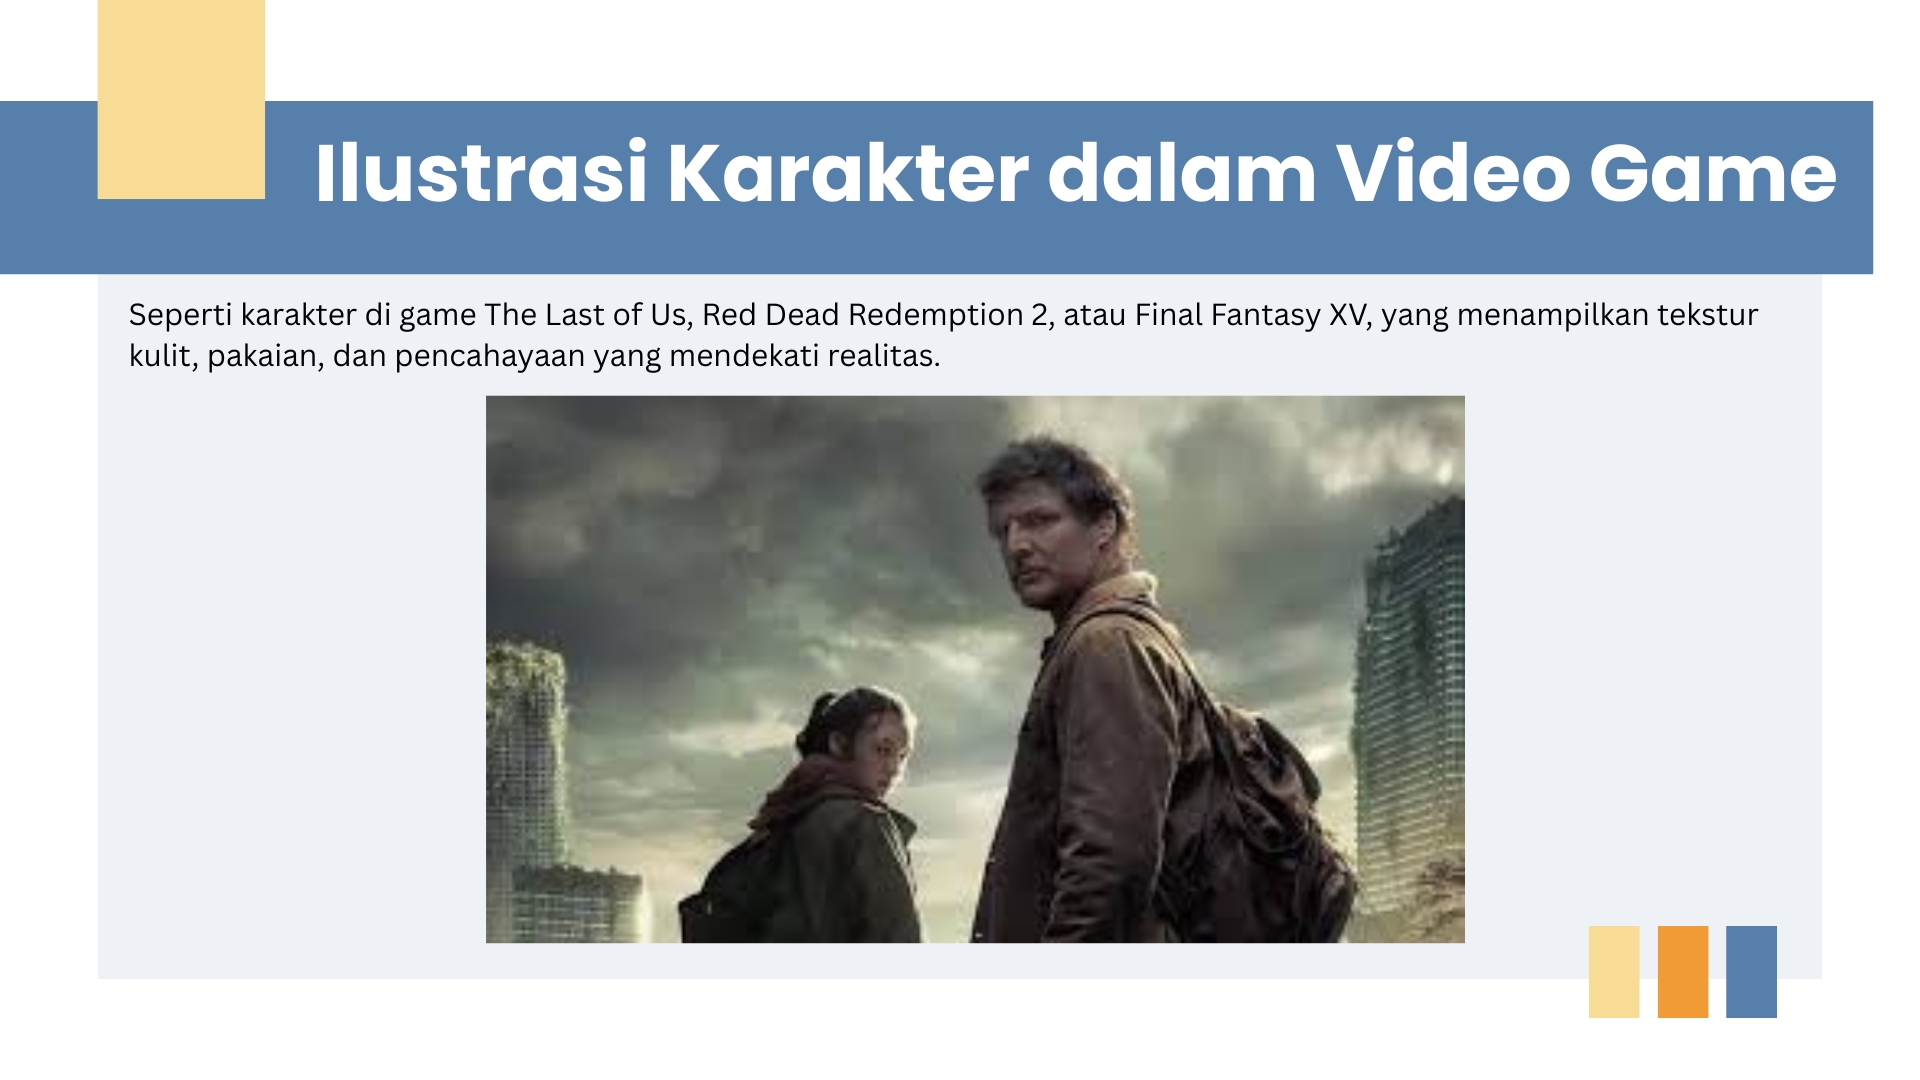 Ilustrasi Karakter dalam Video Game
Seperti karakter di game The Last of Us, Red Dead Redemption 2, atau Final Fantasy XV, yang menampilkan tekstur
kulit, pakaian, dan pencahayaan yang mendekati realitas.